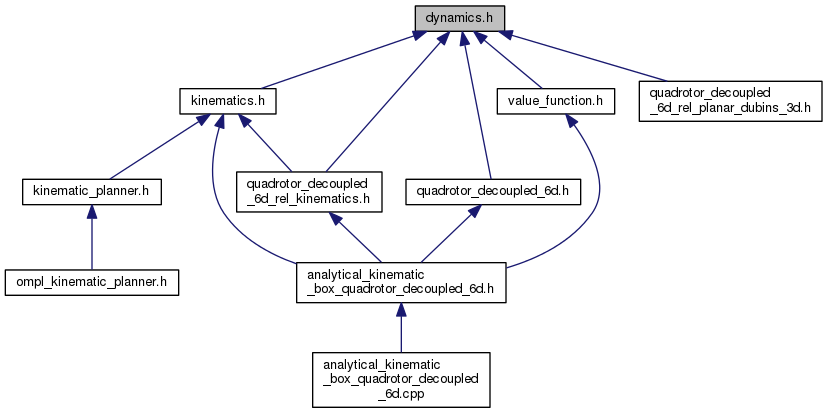 dynamics.h
kinematics.h
value_function.h
quadrotor_decoupled
_6d_rel_planar_dubins_3d.h
kinematic_planner.h
quadrotor_decoupled
_6d_rel_kinematics.h
quadrotor_decoupled_6d.h
ompl_kinematic_planner.h
analytical_kinematic
_box_quadrotor_decoupled_6d.h
analytical_kinematic
_box_quadrotor_decoupled
_6d.cpp